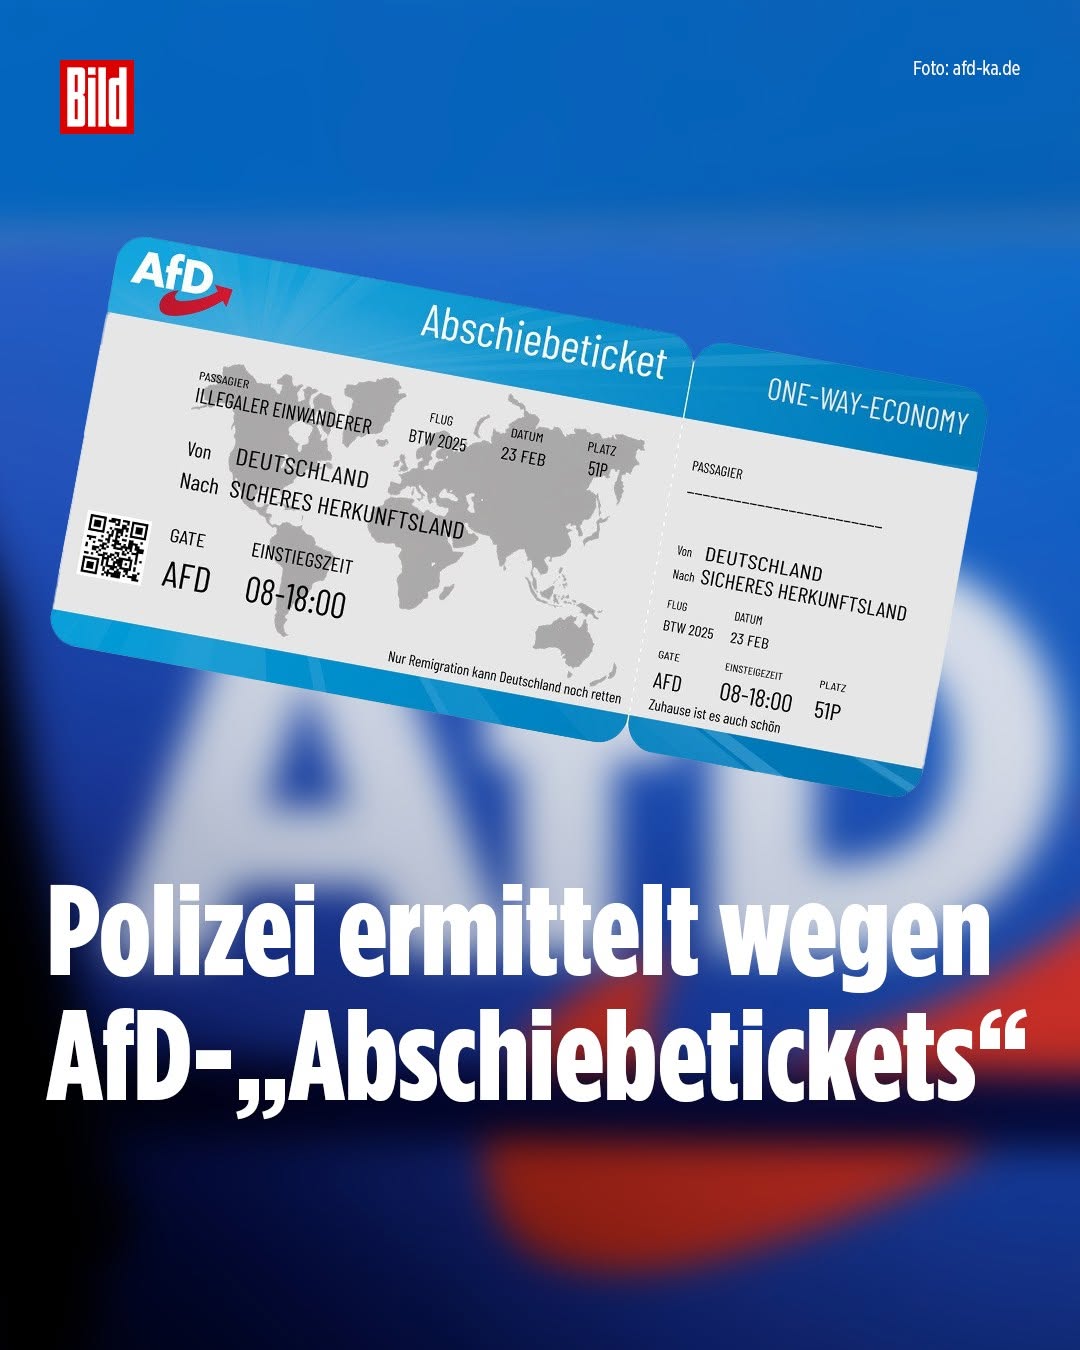 Bild
Foto: afd-ka.de
AfD
Abschiebeticket
PASSAGIER
ILLEGALER EINWANDERER
FLUG
BTW 2025
DATUM
23 FEB
PLATZ
51P
Von DEUTSCHLAND
Nach SICHERES HERKUNFTSLAND
GATE
AFD
EINSTIEGSZEIT
08-18:00
Nur Remigration kann Deutschland noch retten
ONE-WAY-ECONOMY
PASSAGIER
Von DEUTSCHLAND
Nach SICHERES HERKUNFTSLAND
FLUG
BTW 2025
DATUM
23 FEB
GATE
AFD
EINSTEIGEZEIT
08-18:00
PLATZ
51P
Zuhause ist es auch schön
AfD
Polizei ermittelt wegen
AfD-„Abschiebetickets“